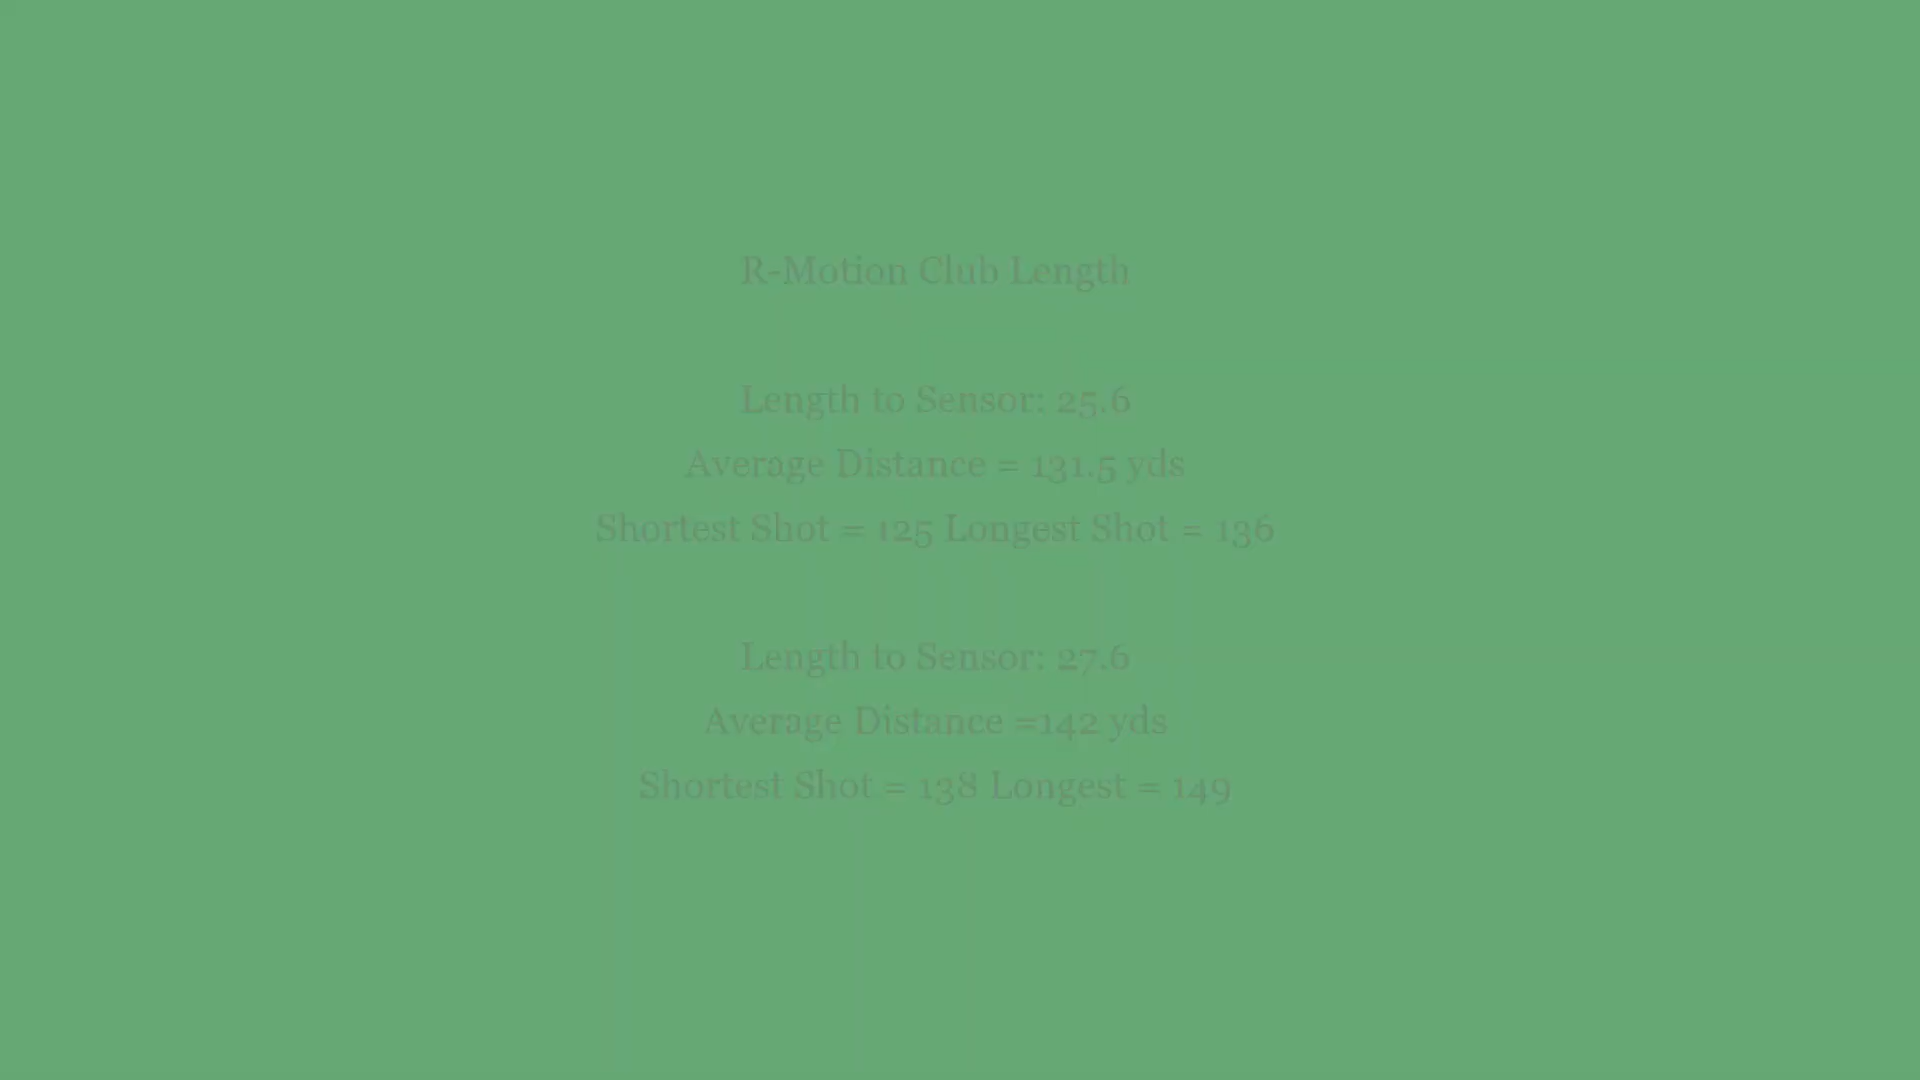 R-Motion Club Length
Length to Sensor: 25.6
Average Distance = 131.5 yds
Shortest Shot = 125 Longest Shot = 136
Length to Sensor: 27.6
Average Distance =142 yds
Shortest Shot = 138 Longest = 149